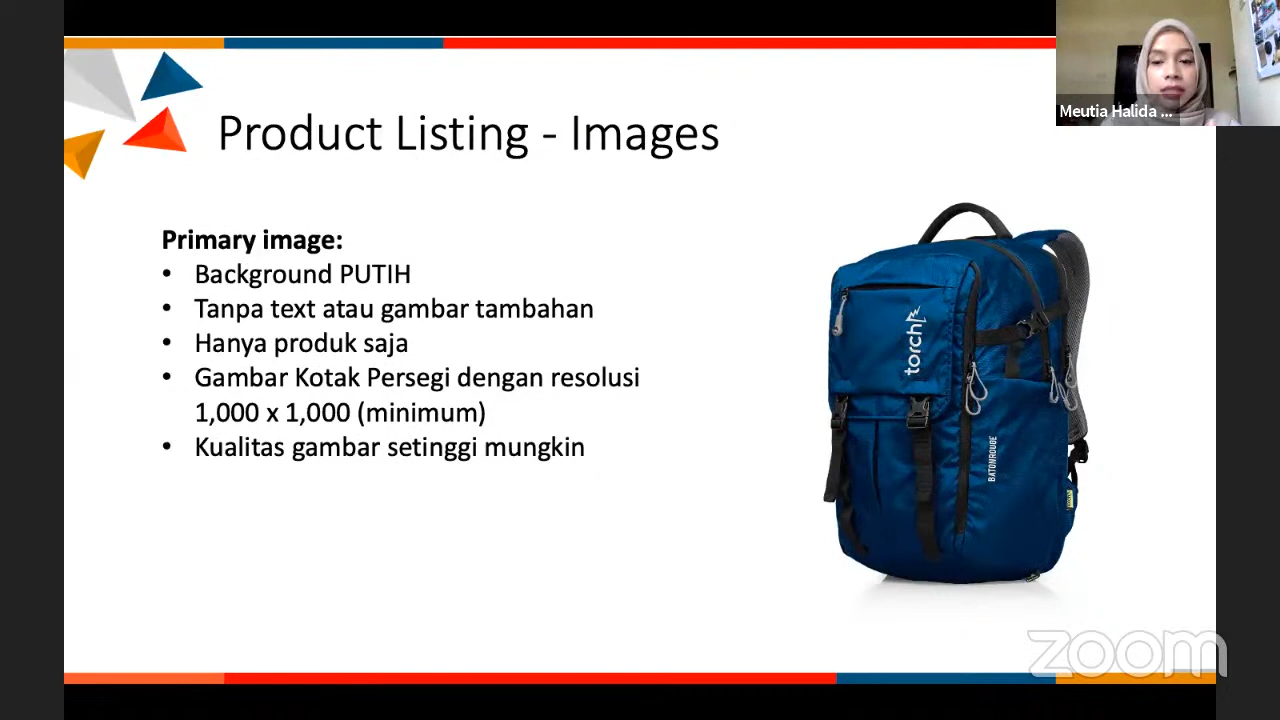 Meutia Halida ...
Product Listing - Images
Primary image:
• Background PUTIH
• Tanpa text atau gambar tambahan
• Hanya produk saja
• Gambar Kotak Persegi dengan resolusi
1,000 x 1,000 (minimum)
• Kualitas gambar setinggi mungkin
torch
BATONROUGE
zoom